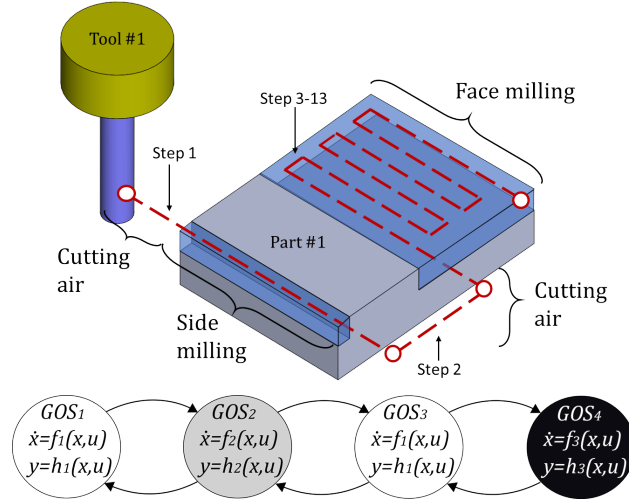 Tool #1
Step 3-13
Face milling
Step 1
Part #1
Cutting
air
Cutting
air
Side
milling
Step 2
GOS1
ẋ=f1(x,u)
y=h1(x,u)
GOS2
ẋ=f2(x,u)
y=h2(x,u)
GOS3
ẋ=f1(x,u)
y=h1(x,u)
GOS4
ẋ=f3(x,u)
y=h3(x,u)